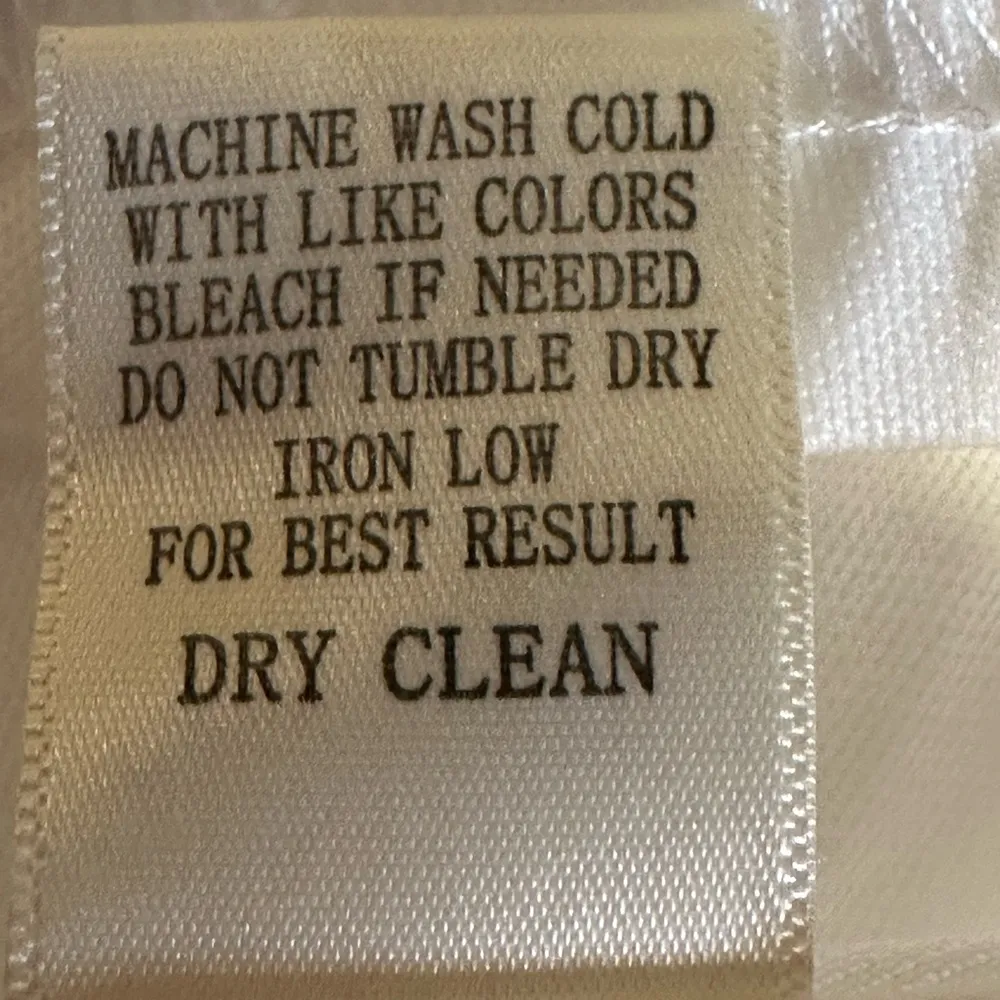 MACHINE WASH COLD
WITH LIKE COLORS
BLEACH IF NEEDED
DO NOT TUMBLE DRY
IRON LOW
FOR BEST RESULT
DRY CLEAN